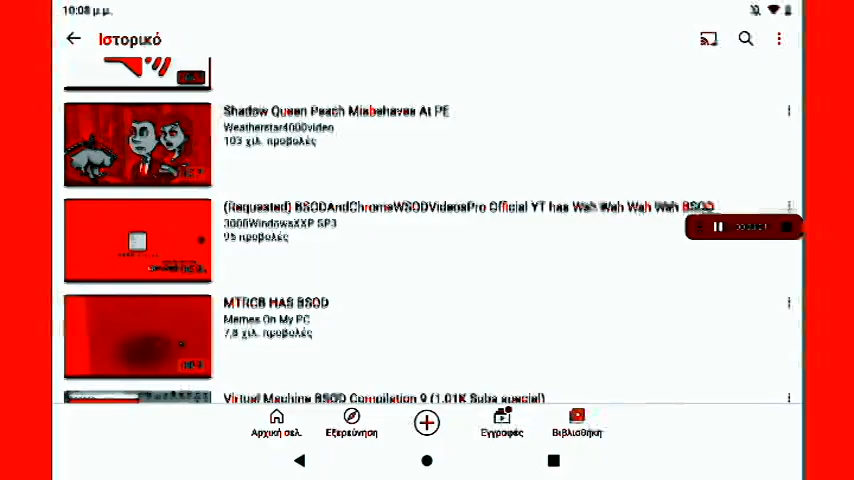 10:08 μ.μ.
Ιστορικό
Shadow Queen Peach Misbehaves At PE
Weatherstar4000video
103 χιλ. προβολές
(Requested) BSODAndChromeWSODVideosPro Official YT has Wah Wah Wah Wah BSOD
3000WindowsXXP SP3
95 προβολές
MTRCB HAS BSOD
Memes On My PC
7,8 χιλ. προβολές
Virtual Machine BSOD Compilation 9 (1.01K Subs special)
Αρχική σελ.
Εξερεύνηση
Εγγραφές
Βιβλιοθήκη